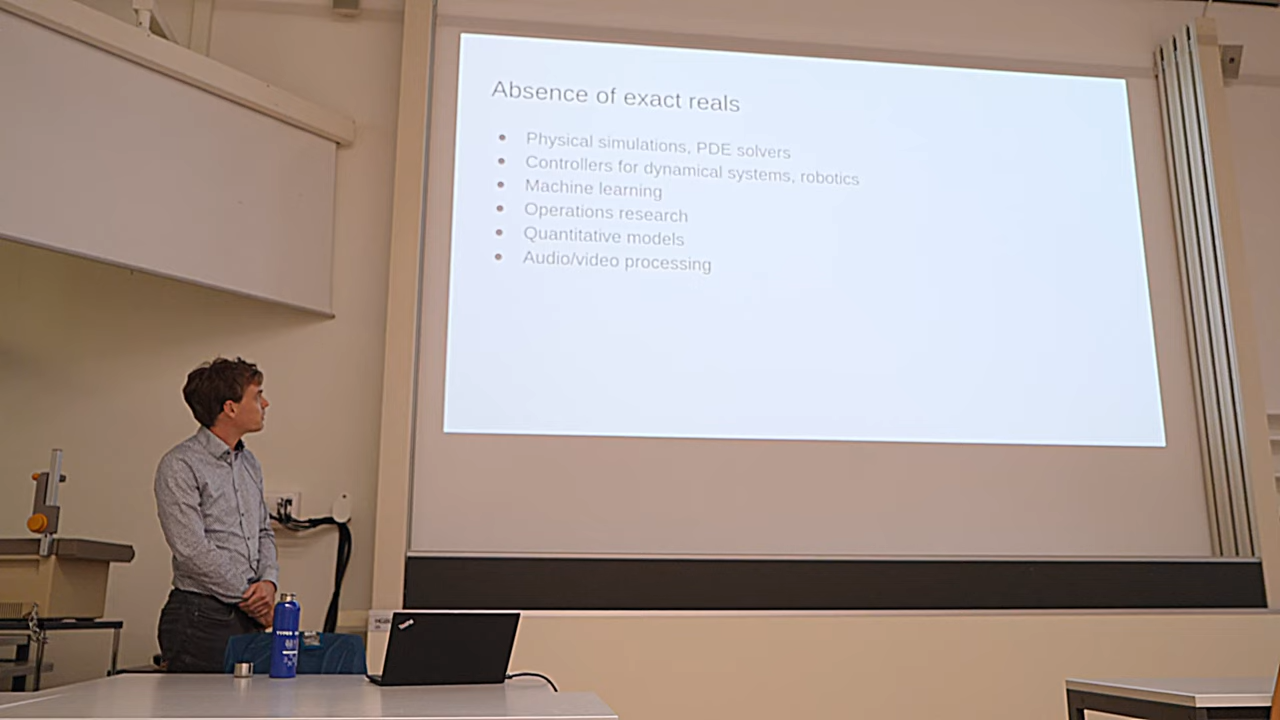 Absence of exact reals
Physical simulations, PDE solvers
Controllers for dynamical systems, robotics
Machine learning
Operations research
Quantitative models
Audio/video processing
ThinkPad